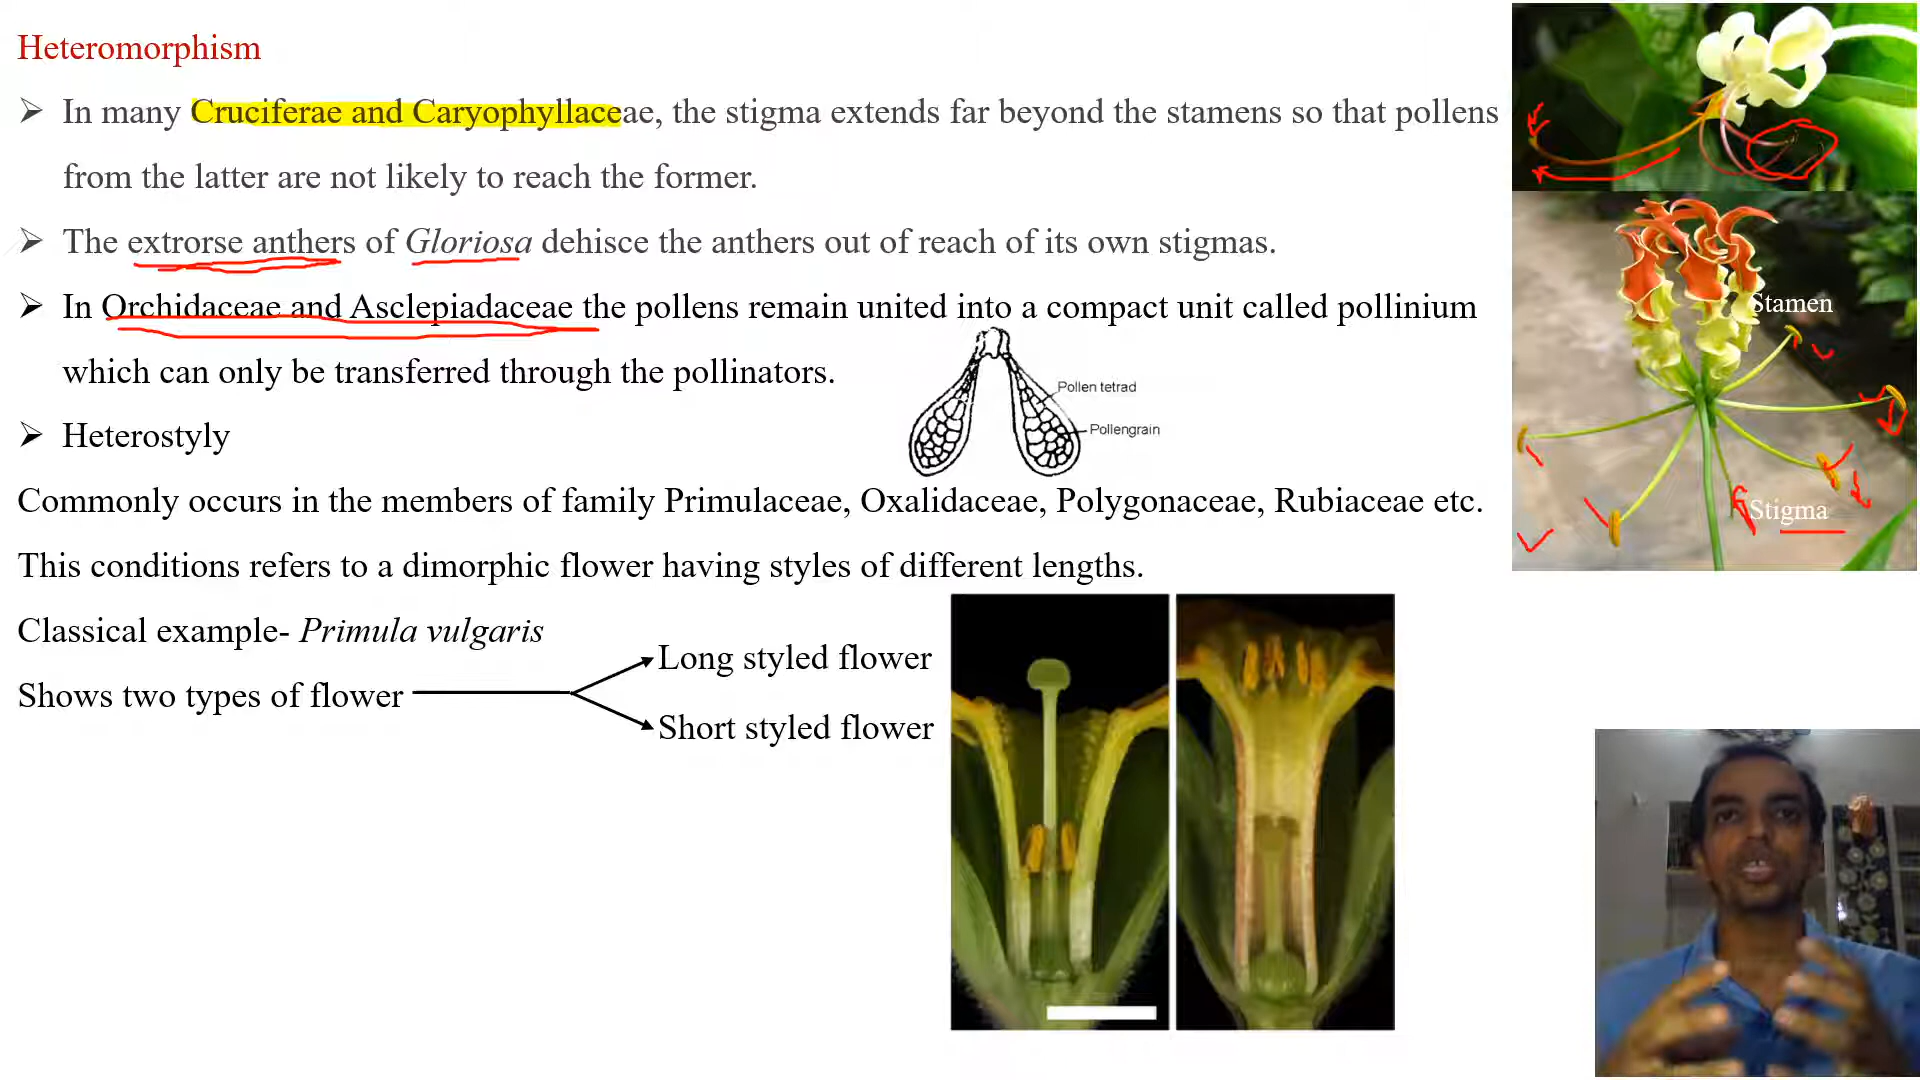 Heteromorphism
➢ In many Cruciferae and Caryophyllaceae, the stigma extends far beyond the stamens so that pollens
from the latter are not likely to reach the former.
➢ The extrorse anthers of Gloriosa dehisce the anthers out of reach of its own stigmas.
➢ In Orchidaceae and Asclepiadaceae the pollens remain united into a compact unit called pollinium
which can only be transferred through the pollinators.
Pollen tetrad
Pollengrain
➢ Heterostyly
Commonly occurs in the members of family Primulaceae, Oxalidaceae, Polygonaceae, Rubiaceae etc.
This conditions refers to a dimorphic flower having styles of different lengths.
Classical example- Primula vulgaris
Shows two types of flower
Long styled flower
Short styled flower
Stamen
Stigma